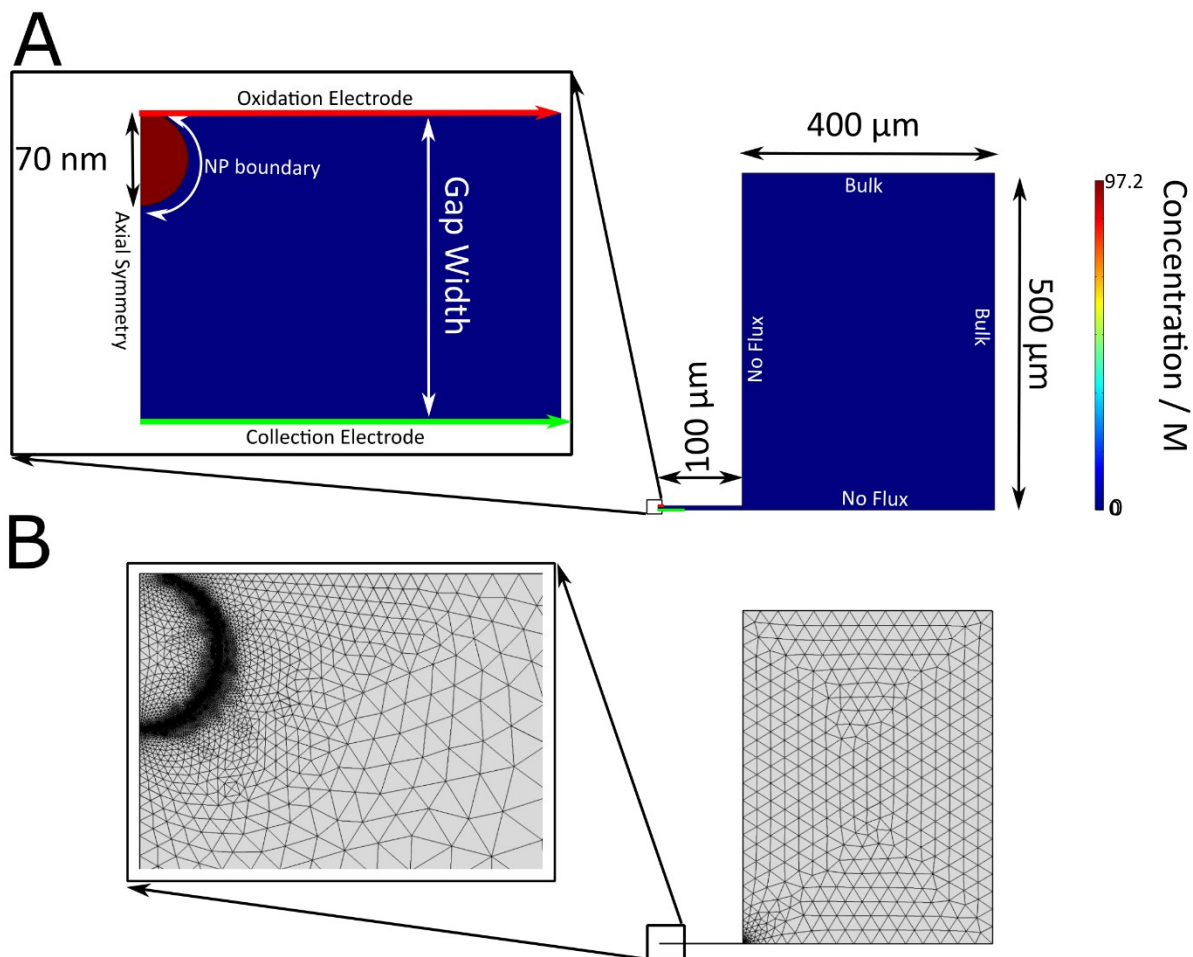 A
Oxidation Electrode
70 nm
NP boundary
Axial Symmetry
Gap Width
Collection Electrode
400 µm
Bulk
No Flux
Bulk
500 µm
100 µm
No Flux
97.2
0
Concentration / M
B